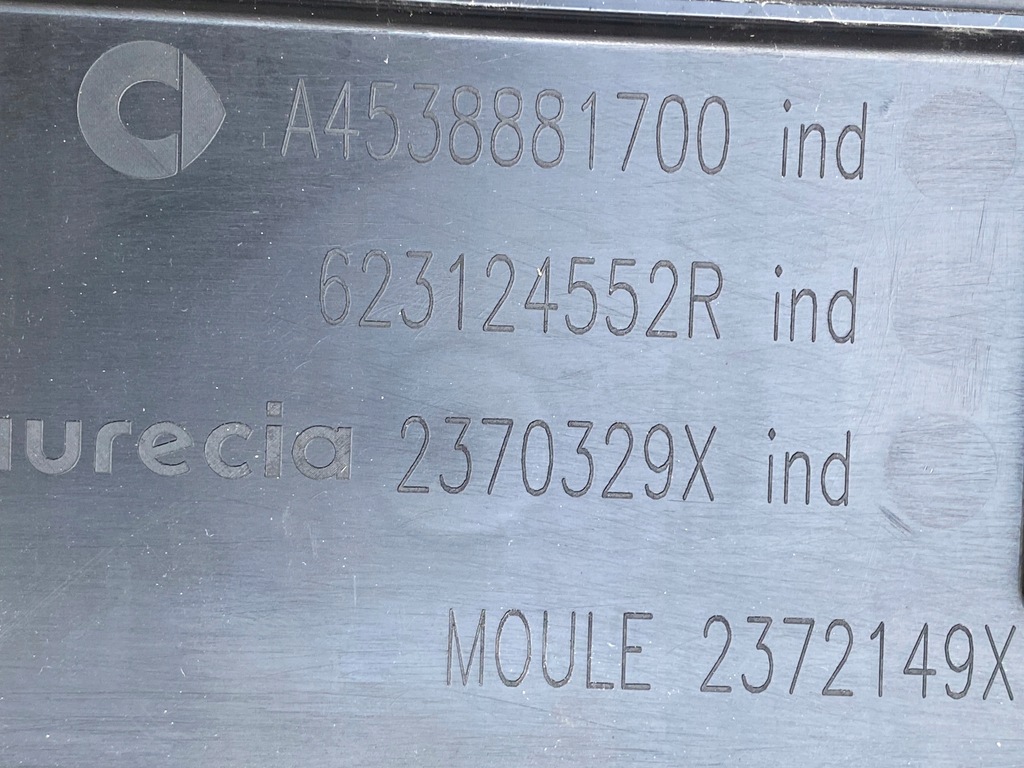 A4538881700 ind
623124552R ind
aurecia 2370329X ind
MOULE 2372149X